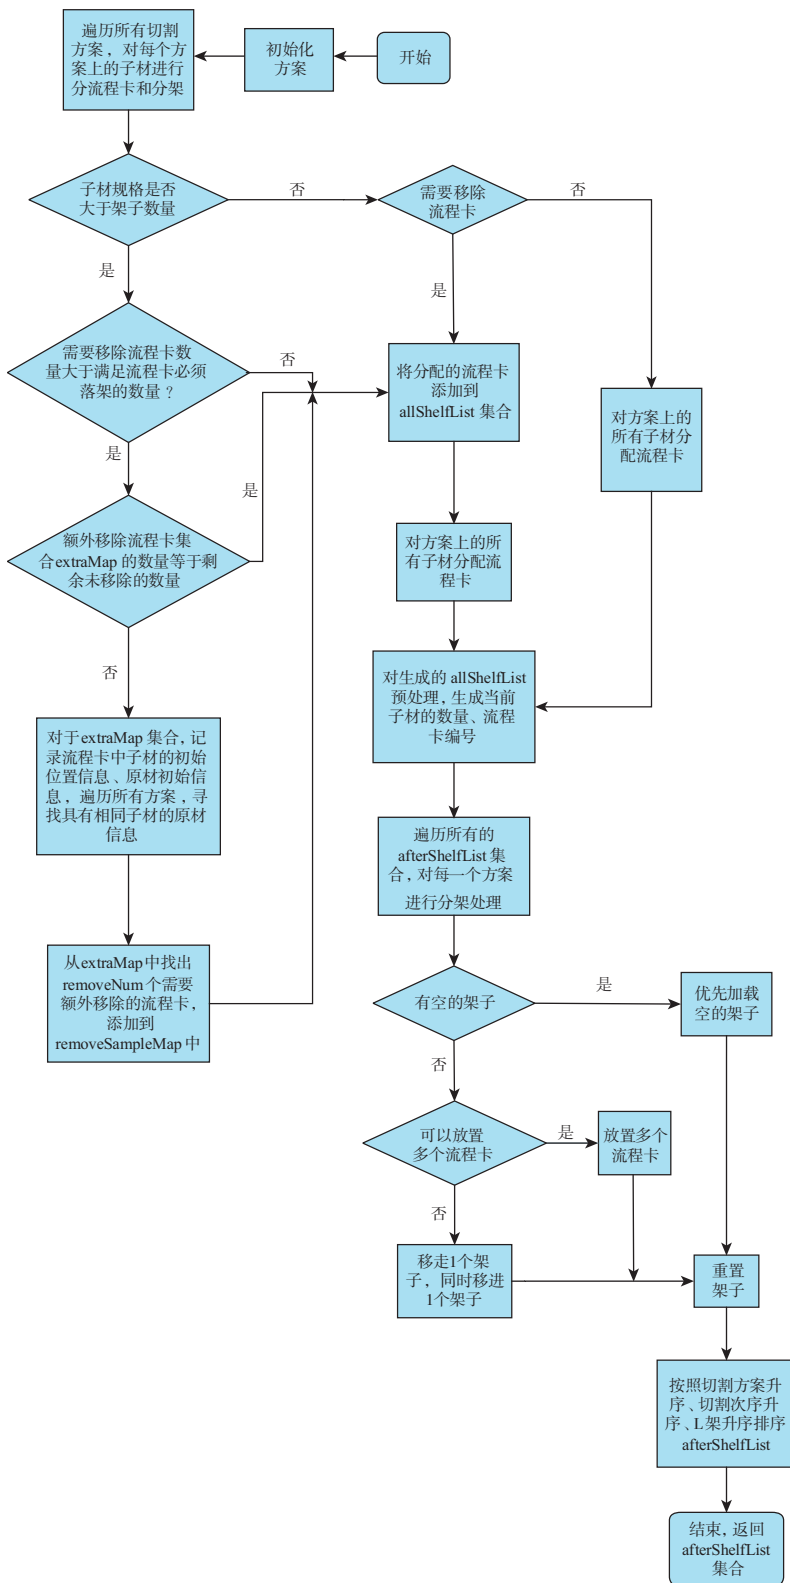 遍历所有切割
方案，对每个方
案上的子材进行
分流程卡和分架
初始化
方案
开始
子材规格是否
大于架子数量
否
需要移除
流程卡
否
是
是
需要移除流程卡数
量大于满足流程卡必须
落架的数量？
否
将分配的流程卡
添加到
allShelfList 集合
对方案上的
所有子材分
配流程卡
是
是
额外移除流程卡集
合extraMap 的数量等于剩
余未移除的数量
对方案上的所
有子材分配流
程卡
否
对生成的 allShelfList
预处理，生成当前
子材的数量、流程
卡编号
对于extraMap 集合，记
录流程卡中子材的初始
位置信息、原材初始信
息，遍历所有方案，寻
找具有相同子材的原材
信息
遍历所有的
afterShelfList 集
合，对每一个方案
进行分架处理
从extraMap中找出
removeNum个需要
额外移除的流程卡，
添加到
removeSampleMap 中
有空的架子
是
优先加载
空的架子
否
可以放置
多个流程卡
是
放置多个
流程卡
否
移走1个架
子，同时移进
1个架子
重置
架子
按照切割方案升
序、切割次序升
序、L架升序排序
afterShelfList
结束，返回
afterShelfList
集合